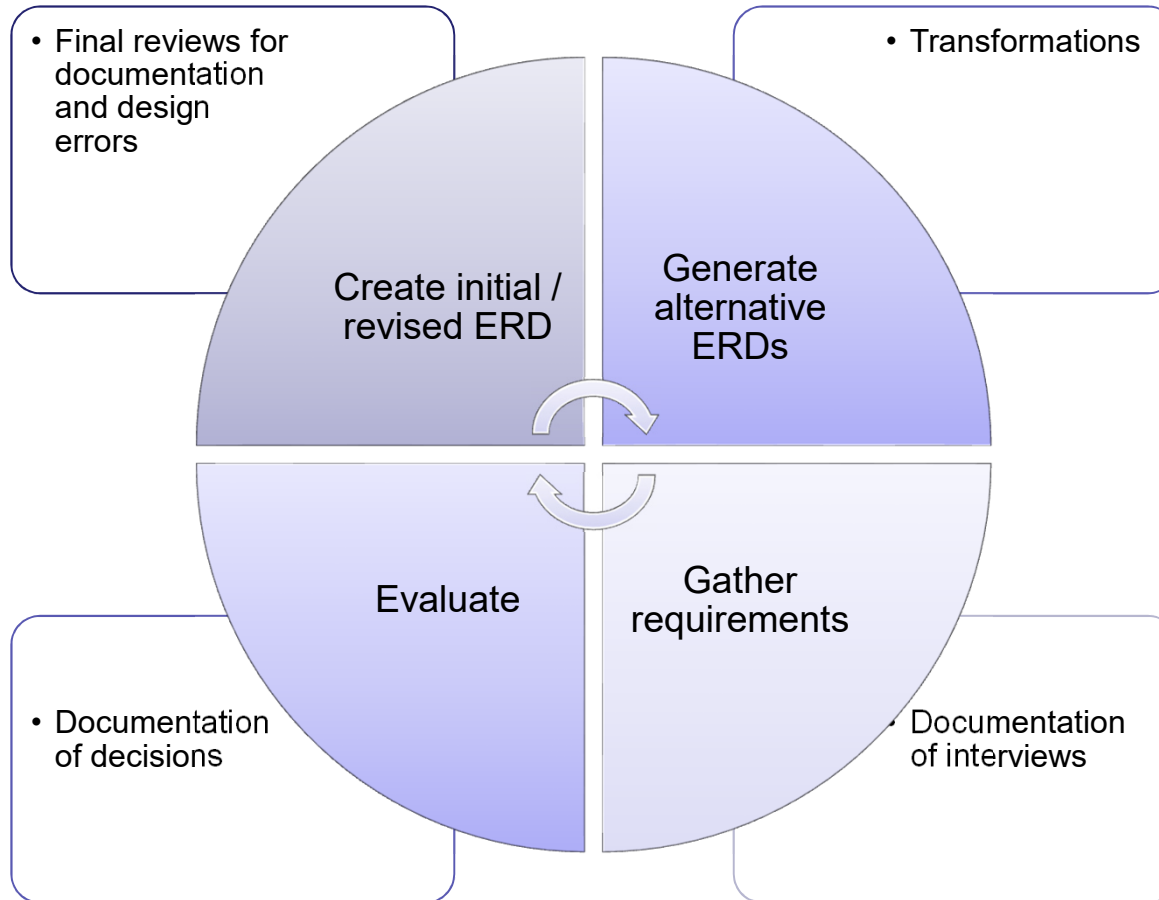 • Final reviews for
documentation
and design
errors
• Transformations
Create initial /
revised ERD
Generate
alternative
ERDs
Evaluate
Gather
requirements
• Documentation
of decisions
• Documentation
of interviews